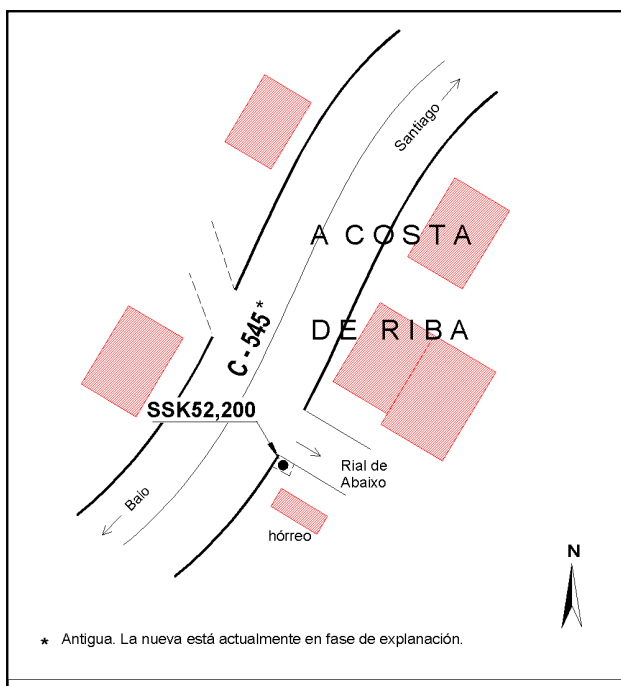 Santiago
A COSTA
DE RIBA
C - 545 *
SSK52,200
Rial de
Abaixo
Baio
hórreo
N
* Antigua. La nueva está actualmente en fase de explanación.